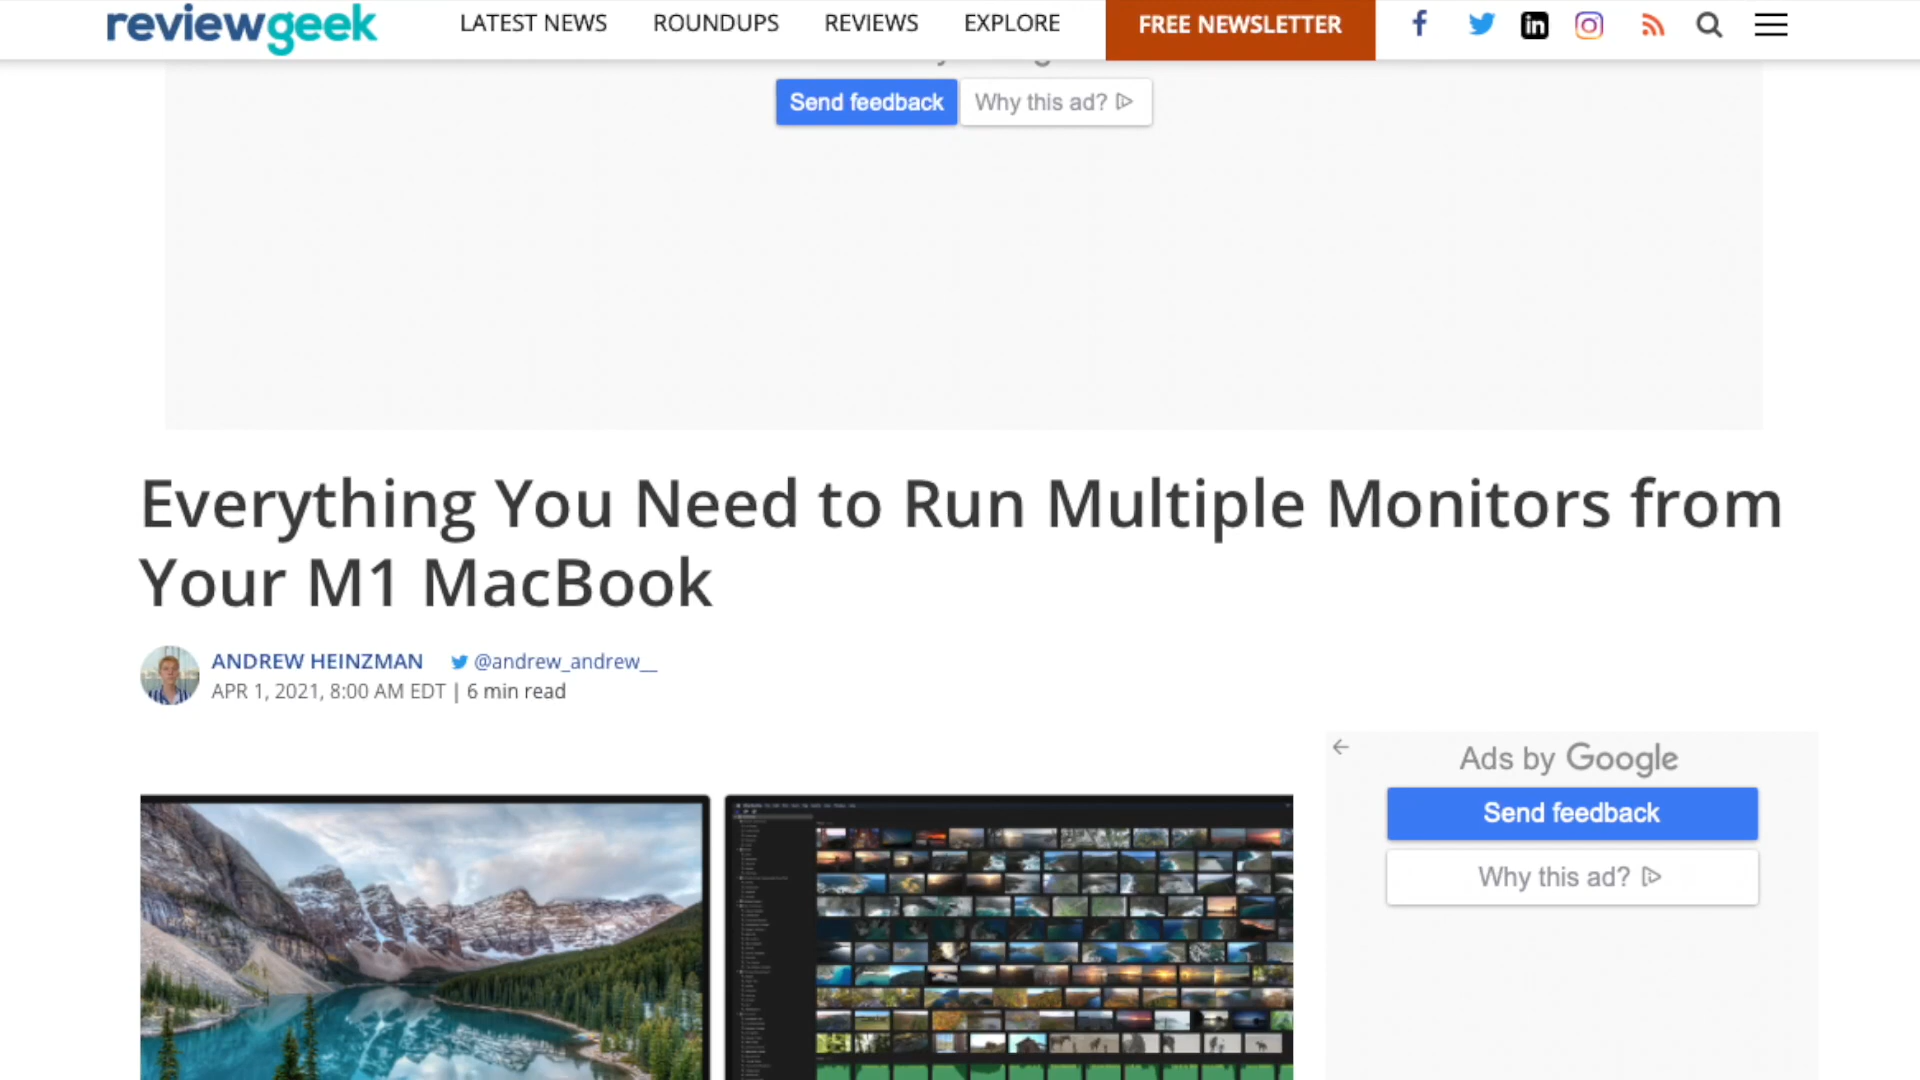 reviewgeek
LATEST NEWS
ROUNDUPS
REVIEWS
EXPLORE
FREE NEWSLETTER
Send feedback
Why this ad?
Everything You Need to Run Multiple Monitors from
Your M1 MacBook
ANDREW HEINZMAN @andrew_andrew__
APR 1, 2021, 8:00 AM EDT | 6 min read
Ads by Google
Send feedback
Why this ad?